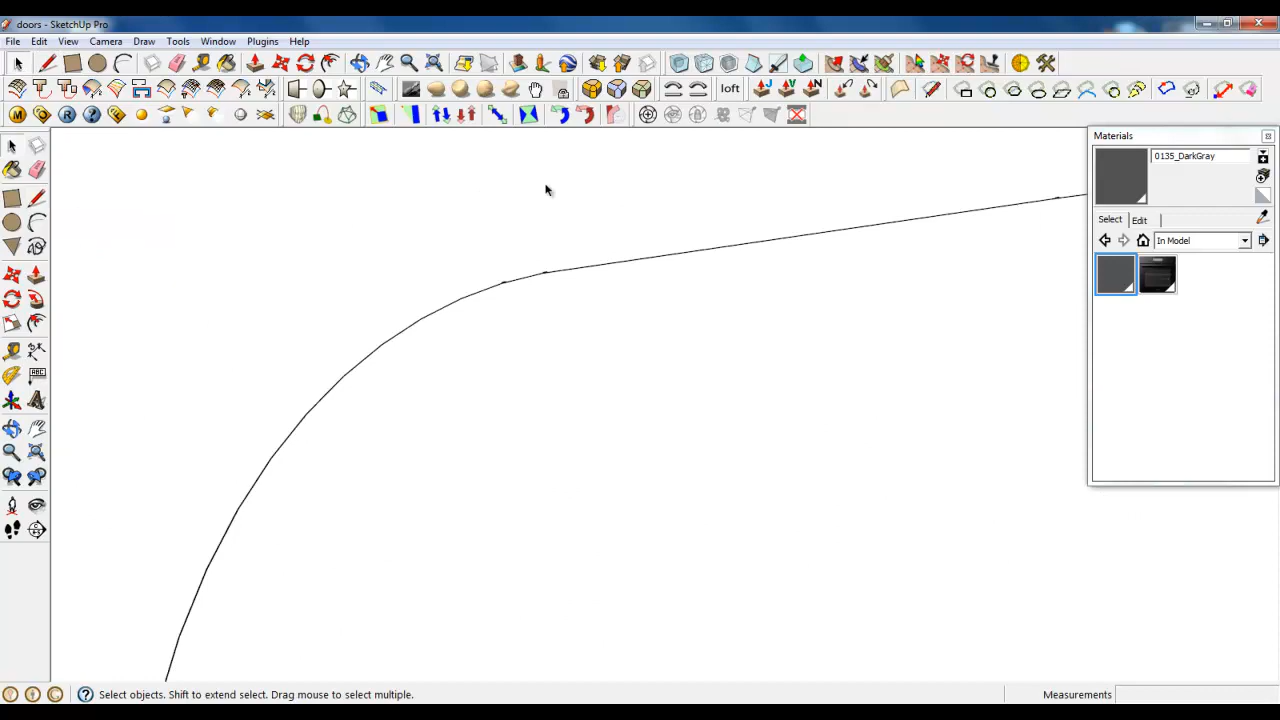 doors - SketchUp Pro
File Edit View Camera Draw Tools Window Plugins Help
loft
M R ?
ABC
Materials
0135_DarkGray
Select Edit
In Model
Select objects. Shift to extend select. Drag mouse to select multiple.
Measurements